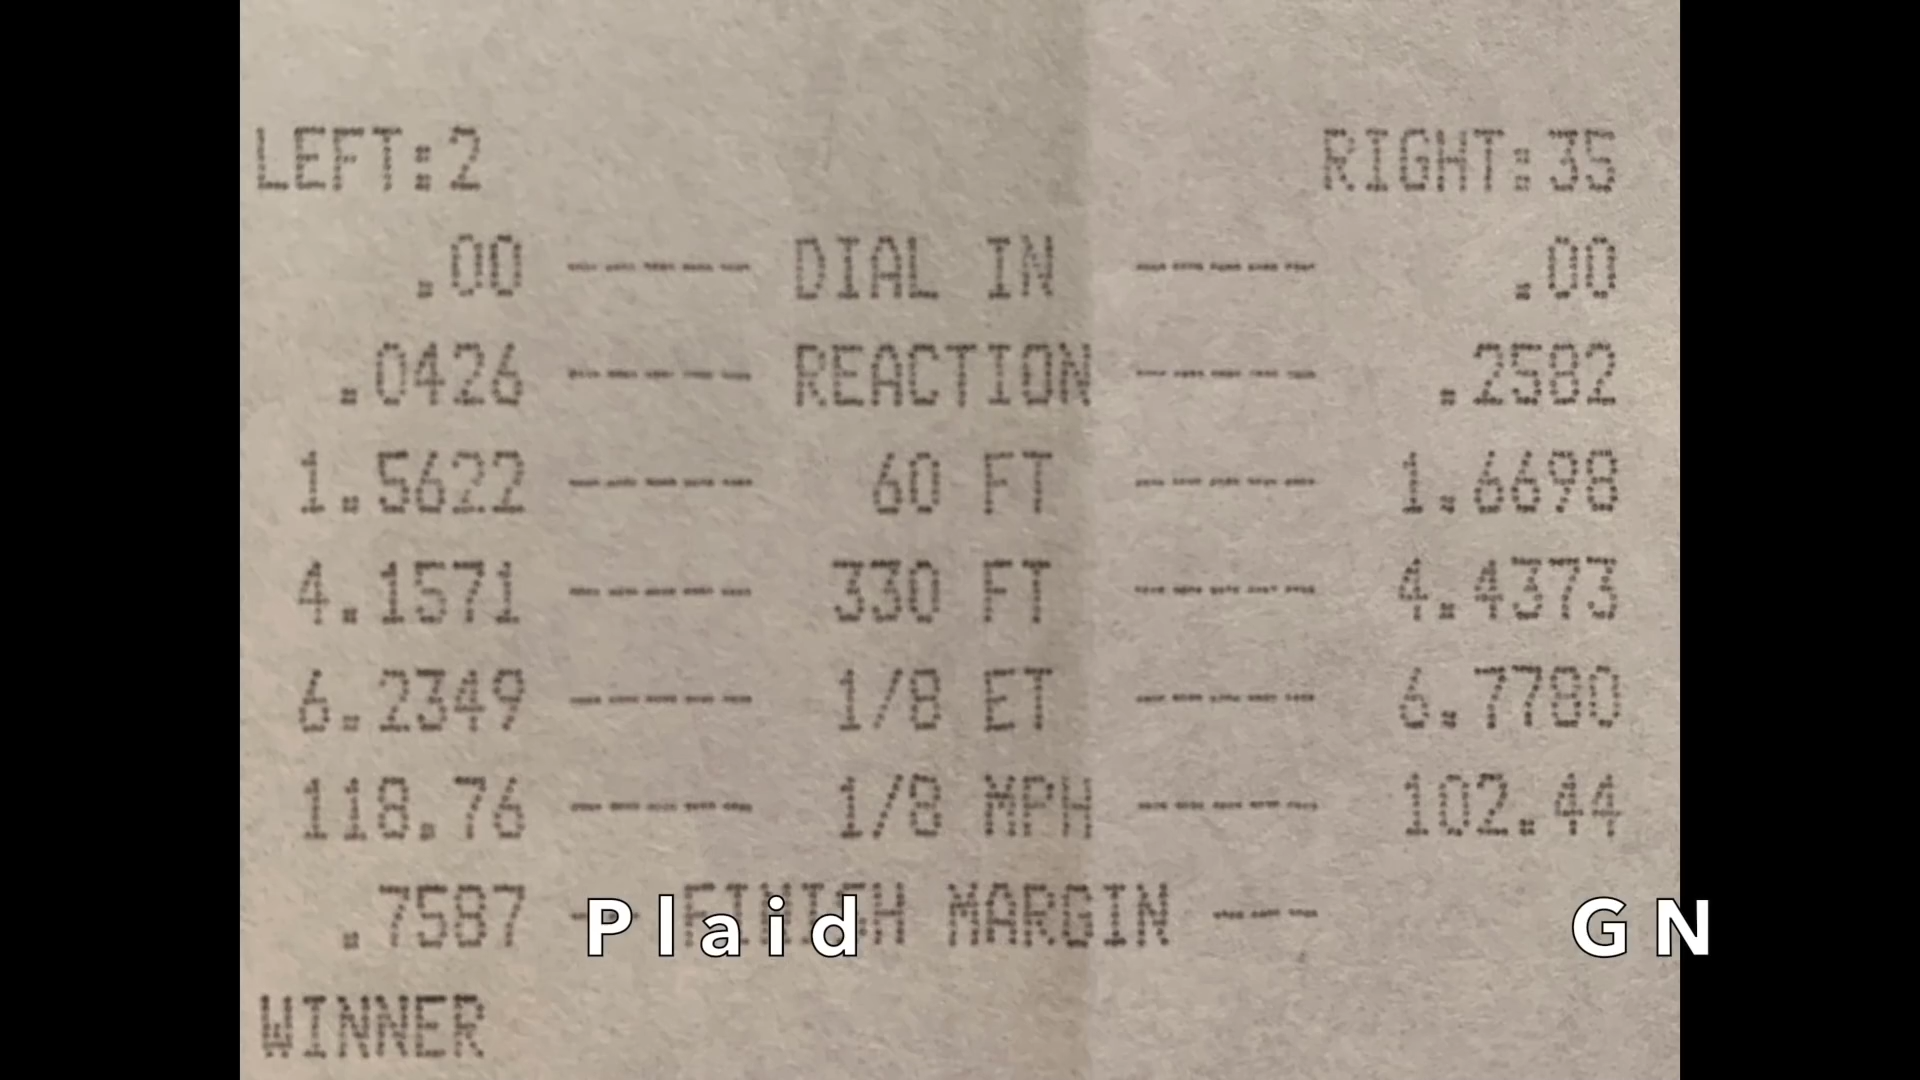 LEFT:2 RIGHT:35
.00 ----- DIAL IN ----- .00
.0426 ----- REACTION ----- .2582
1.5622 ----- 60 FT ----- 1.6698
4.1571 ----- 330 FT ----- 4.4373
6.2349 ----- 1/8 ET ----- 6.7780
118.76 ----- 1/8 MPH ----- 102.44
.7587 -- FINISH MARGIN ---
Plaid GN
WINNER